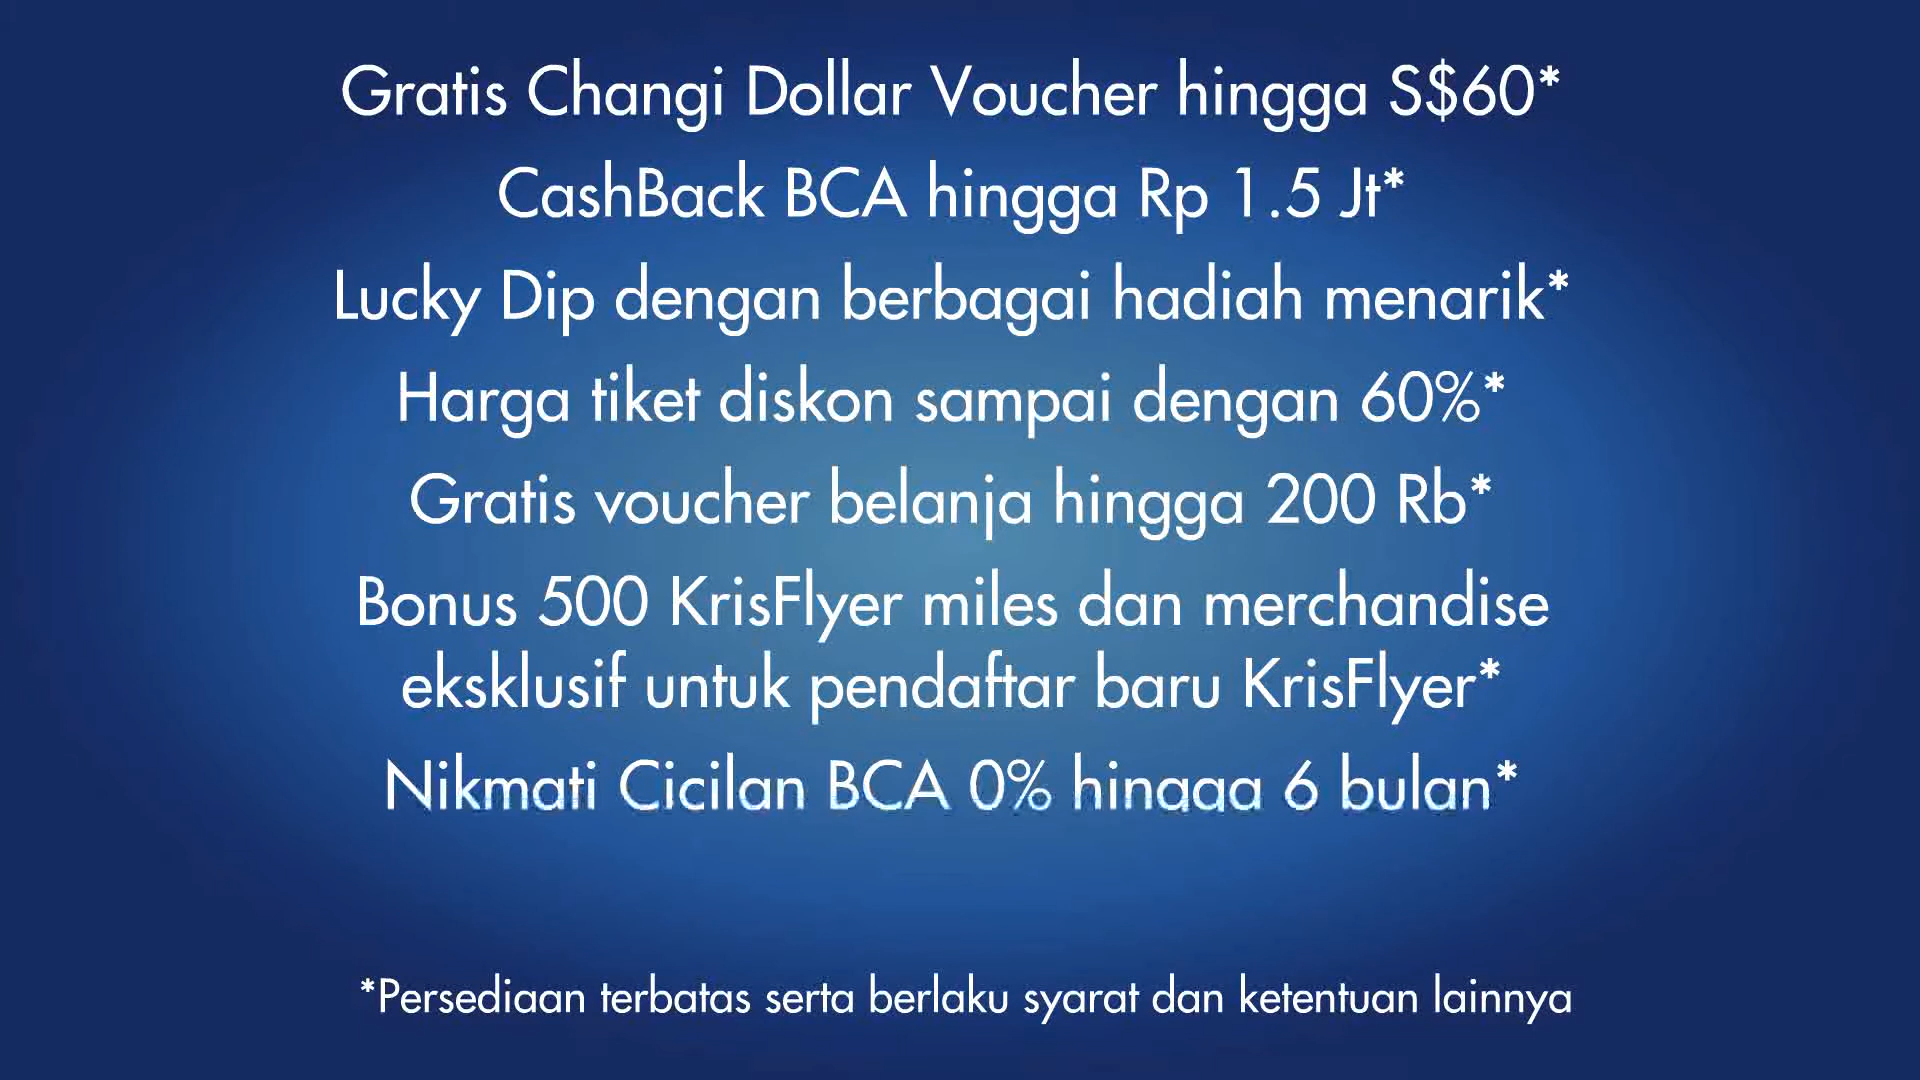 Gratis Changi Dollar Voucher hingga S$60*
CashBack BCA hingga Rp 1.5 Jt*
Lucky Dip dengan berbagai hadiah menarik*
Harga tiket diskon sampai dengan 60%*
Gratis voucher belanja hingga 200 Rb*
Bonus 500 KrisFlyer miles dan merchandise
eksklusif untuk pendaftar baru KrisFlyer*
Nikmati Cicilan BCA 0% hingga 6 bulan*
*Persediaan terbatas serta berlaku syarat dan ketentuan lainnya